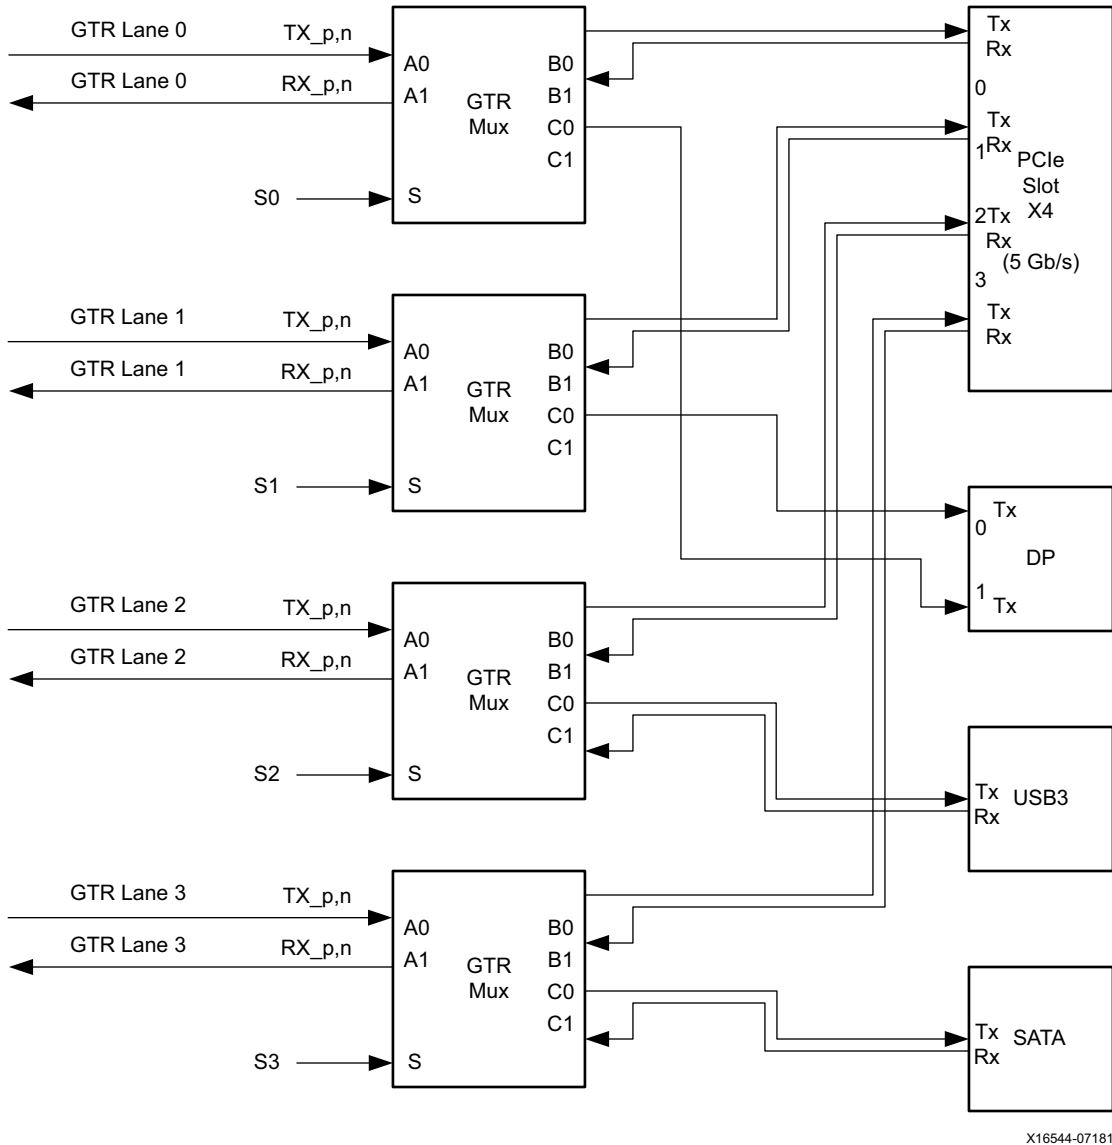 GTR Lane 0 TX_p,n
GTR Lane 0 RX_p,n
A0
A1
GTR
Mux
B0
B1
C0
C1
S0
S
GTR Lane 1 TX_p,n
GTR Lane 1 RX_p,n
A0
A1
GTR
Mux
B0
B1
C0
C1
S1
S
GTR Lane 2 TX_p,n
GTR Lane 2 RX_p,n
A0
A1
GTR
Mux
B0
B1
C0
C1
S2
S
GTR Lane 3 TX_p,n
GTR Lane 3 RX_p,n
A0
A1
GTR
Mux
B0
B1
C0
C1
S3
S
Tx
Rx
0
Tx
1 Rx
PCIe
Slot
X4
2Tx
Rx
(5 Gb/s)
3
Tx
Rx
Tx
0
DP
1
Tx
Tx USB3
Rx
Tx SATA
Rx
X16544-07181